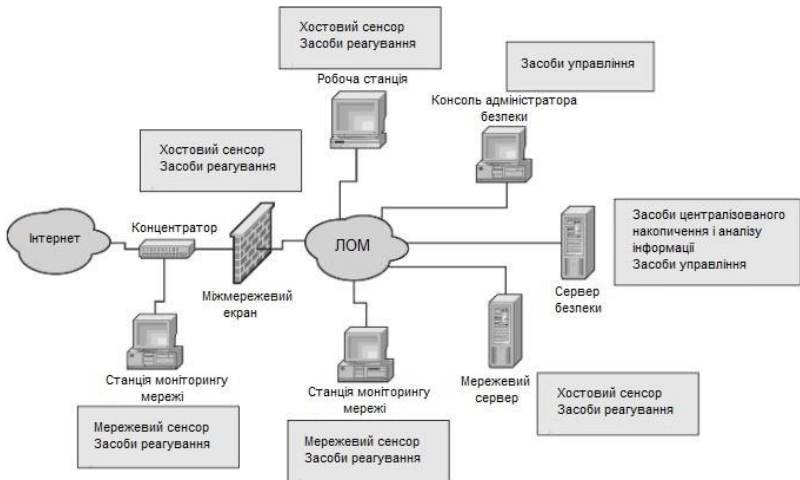 Хостовий сенсор
Засоби реагування
Робоча станція
Засоби управління
Консоль адміністратора
безпеки
Хостовий сенсор
Засоби реагування
Інтернет
Концентратор
Міжмережевий
екран
ЛОМ
Засоби централізованого
накопичення і аналізу
інформації
Засоби управління
Сервер
безпеки
Станція моніторингу
мережі
Мережевий сенсор
Засоби реагування
Станція моніторингу
мережі
Мережевий сенсор
Засоби реагування
Мережевий
сервер
Хостовий сенсор
Засоби реагування